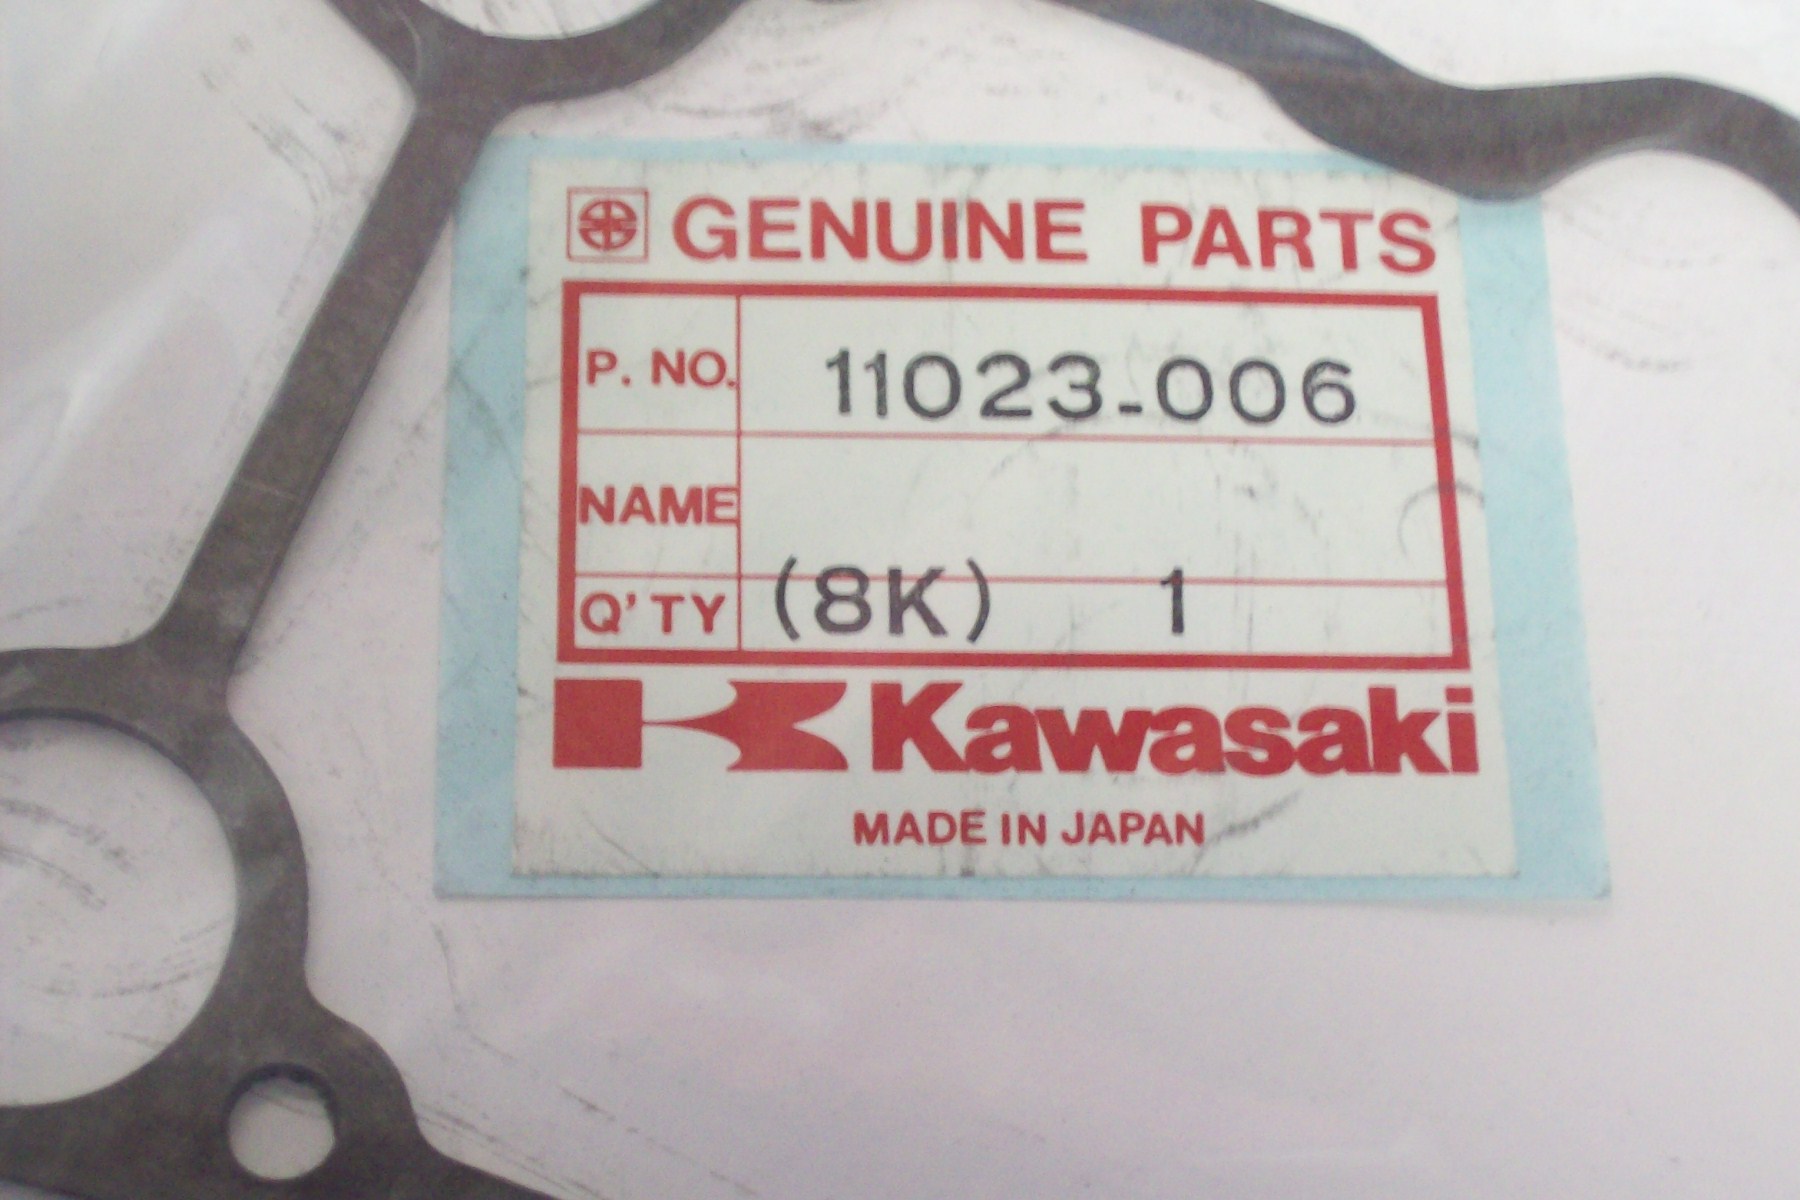 GENUINE PARTS
P. NO. 11023-006
NAME
Q'TY (8K) 1
Kawasaki
MADE IN JAPAN